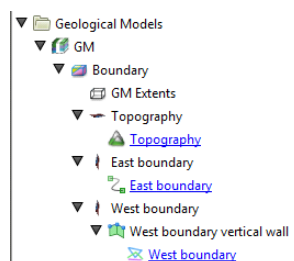 Geological Models
GM
Boundary
GM Extents
Topography
Topography
East boundary
East boundary
West boundary
West boundary vertical wall
West boundary